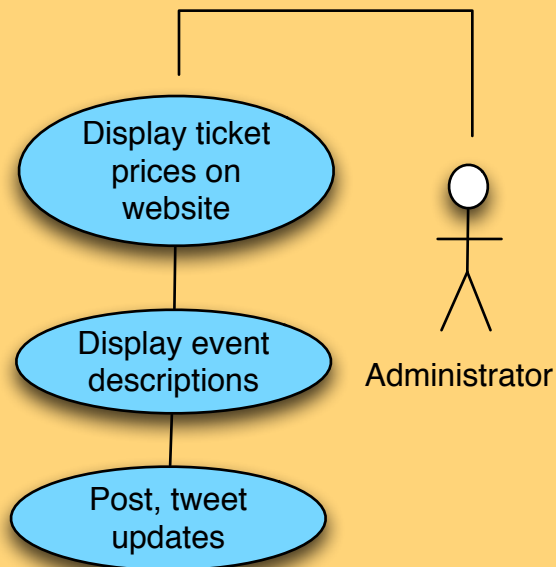 Display ticket
prices on
website
Display event
descriptions
Administrator
Post, tweet
updates